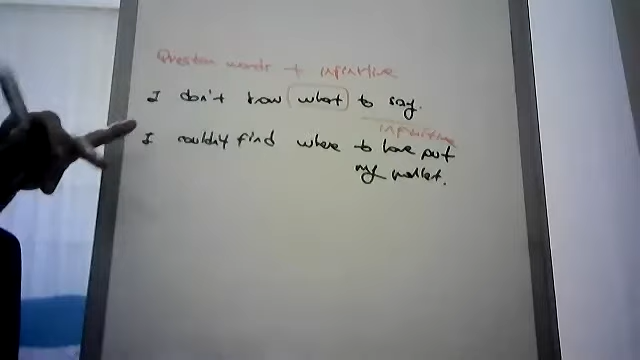 Question words + infinitive
I don't know what to say.
infinitive
I couldn't find where to have put
my wallet.